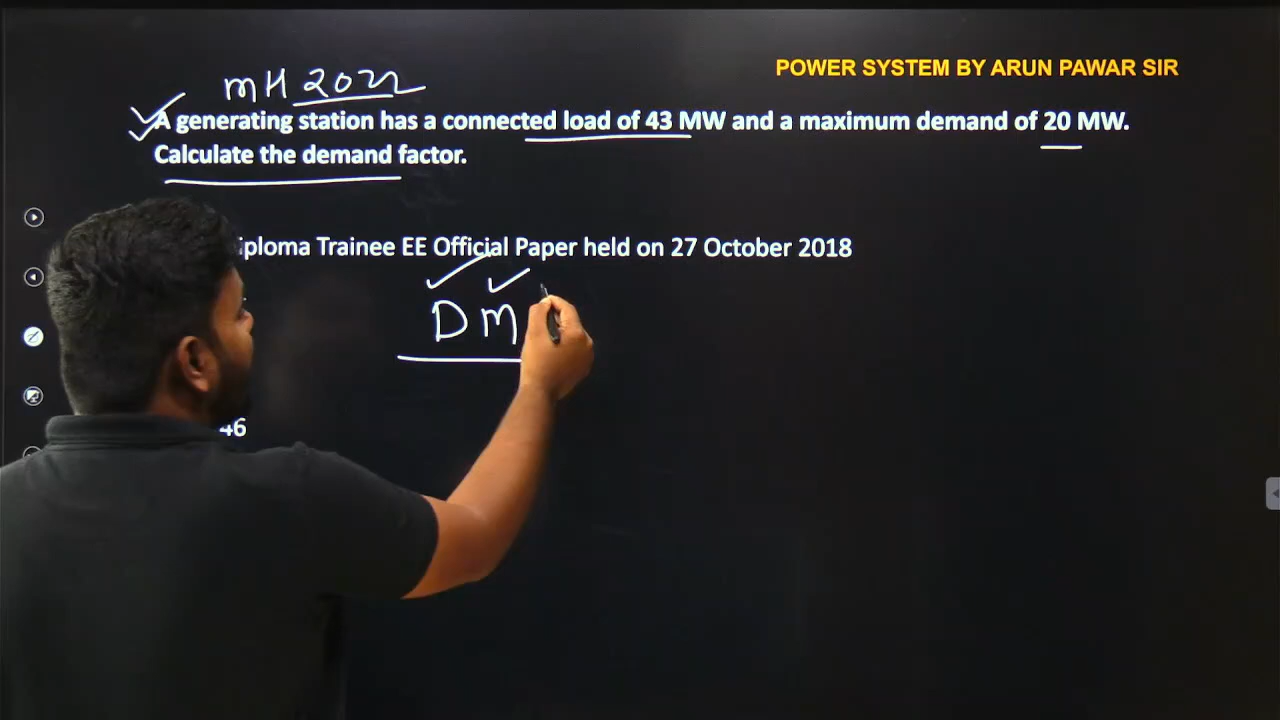 POWER SYSTEM BY ARUN PAWAR SIR
mH 2022
A generating station has a connected load of 43 MW and a maximum demand of 20 MW.
Calculate the demand factor.
Trainee EE Official Paper held on 27 October 2018
DM
46